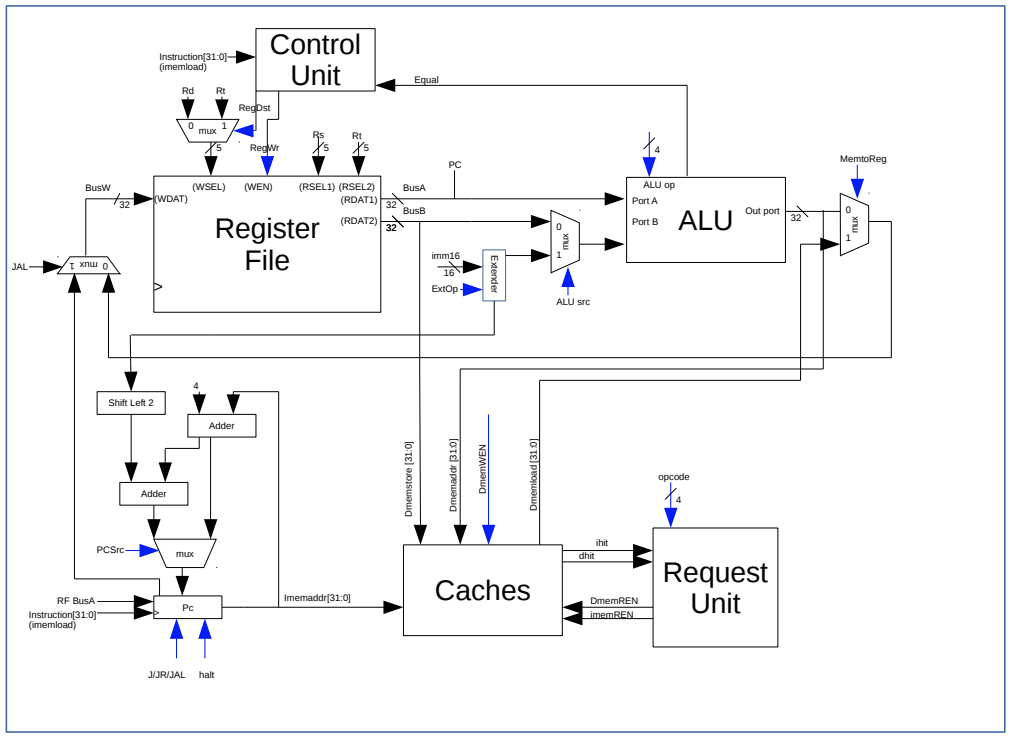 Control
Unit
Instruction[31:0]
(imemload)
Equal
Rd
Rt
RegDst
0
mux
1
5
RegWr
Rs
5
Rt
5
PC
4
MemtoReg
BusW
32
(WDAT)
(WSEL)
(WEN)
(RSEL1)
(RSEL2)
(RDAT1)
(RDAT2)
Register
File
>
BusA
32
BusB
32
ALU op
Port A
Port B
ALU
Out port
32
0
mux
1
0
mux
1
ALU src
imm16
16
ExtOp
Extender
JAL
1
mux
0
Shift Left 2
4
Adder
Adder
PCSrc
mux
RF BusA
Instruction[31:0]
(imemload)
>
Pc
J/JR/JAL
halt
Imemaddr[31:0]
Dmemstore [31:0]
Dmemaddr [31:0]
DmemWEN
Dmemload [31:0]
Caches
ihit
dhit
DmemREN
imemREN
opcode
4
Request
Unit